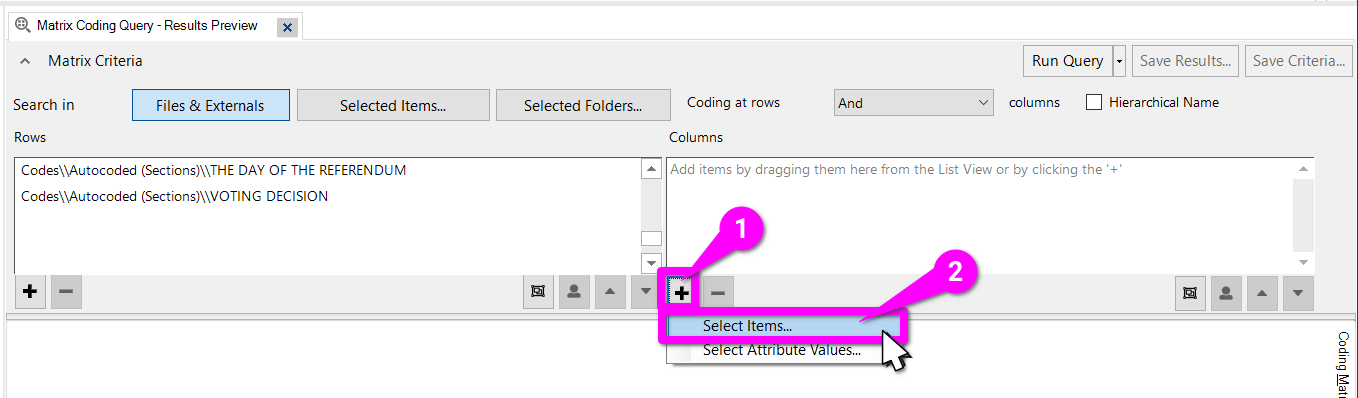 Matrix Coding Query - Results Preview
Matrix Criteria
Run Query
Save Results...
Save Criteria...
Search in
Files & Externals
Selected Items...
Selected Folders...
Coding at rows
And
columns
Hierarchical Name
Rows
Columns
Codes\\Autocoded (Sections)\\THE DAY OF THE REFERENDUM
Codes\\Autocoded (Sections)\\VOTING DECISION
Add items by dragging them here from the List View or by clicking the '+'
1
2
Select Items...
Select Attribute Values...
Coding